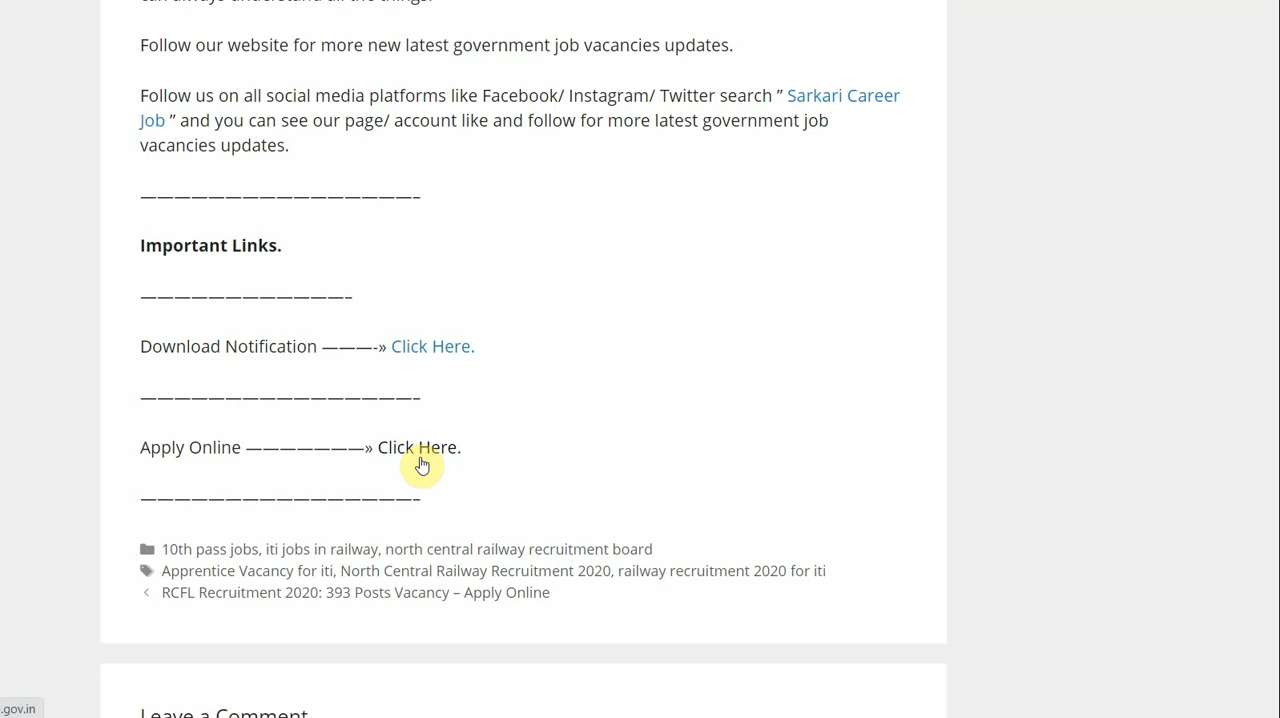 Follow our website for more new latest government job vacancies updates.
Follow us on all social media platforms like Facebook/ Instagram/ Twitter search ” Sarkari Career
Job ” and you can see our page/ account like and follow for more latest government job
vacancies updates.
————————————————–
Important Links.
————————————–
Download Notification ———-» Click Here.
————————————————–
Apply Online ———————» Click Here.
————————————————–
10th pass jobs, iti jobs in railway, north central railway recruitment board
Apprentice Vacancy for iti, North Central Railway Recruitment 2020, railway recruitment 2020 for iti
RCFL Recruitment 2020: 393 Posts Vacancy – Apply Online
Leave a Comment
.gov.in